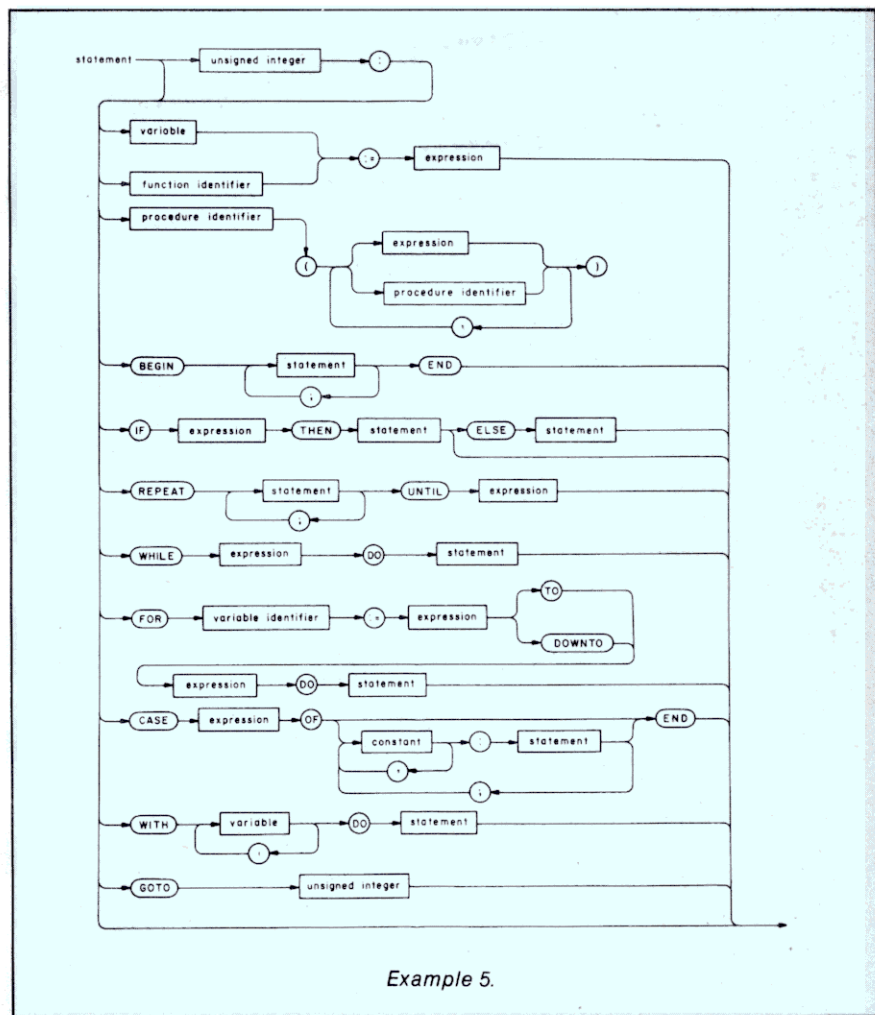 statement unsigned integer :
variable
:= expression
function identifier
procedure identifier
expression
( )
procedure identifier
,
BEGIN statement END
;
IF expression THEN statement ELSE statement
REPEAT statement UNTIL expression
;
WHILE expression DO statement
TO
FOR variable identifier := expression
DOWNTO
expression DO statement
CASE expression OF END
constant : statement
,
;
WITH variable DO statement
,
GOTO unsigned integer
Example 5.